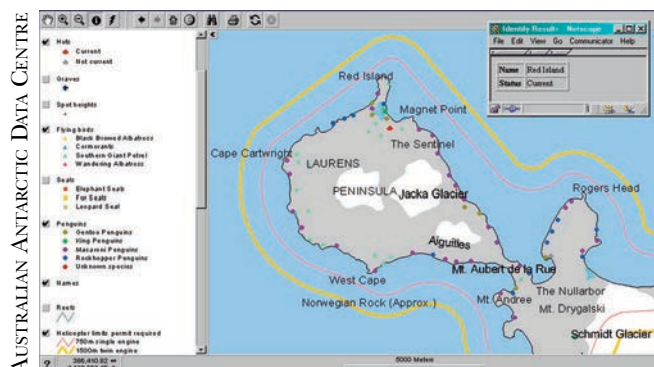 AUSTRALIAN ANTARCTIC DATA CENTRE
Huts
Current
Not current
Graves
Spot heights
Flying birds
Black Browed Albatross
Cormorants
Southern Giant Petrel
Wandering Albatross
Seals
Elephant Seals
Fur Seals
Leopard Seal
Penguins
Gentoo Penguins
King Penguins
Macaroni Penguins
Rockhopper Penguins
Unknown species
Names
Reefs
Helicopter limits permit required
750m single engine
1500m twin engine
Red Island
Magnet Point
The Sentinel
Cape Cartwright
LAURENS
PENINSULA
Jacka Glacier
Rogers Head
Aiguilles
Mt. Aubert de la Rue
West Cape
The Nullarbor
Norwegian Rock (Approx.)
Mt. Andree
Mt. Drygalski
Schmidt Glacier
Identify Results - Netscape
File Edit View Go Communicator Help
Name Red Island
Status Current
?
5000 Metres